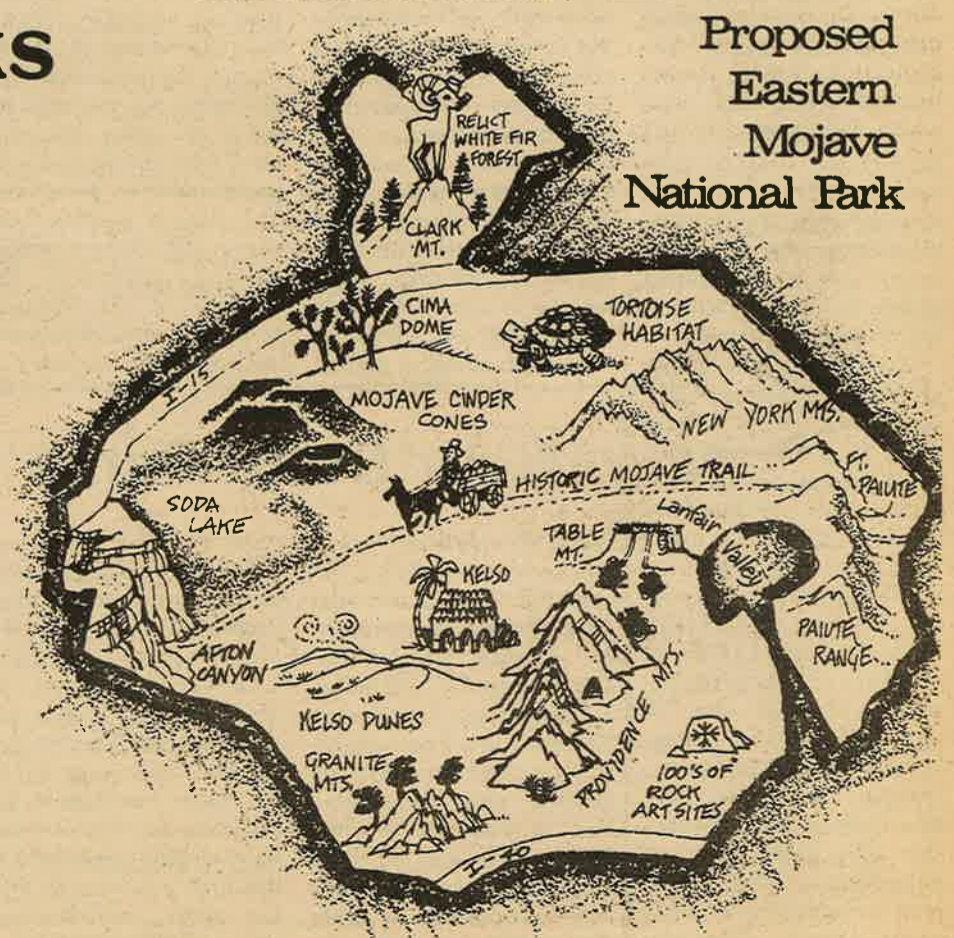 KS
Proposed
Eastern
Mojave
National Park
RELICT
WHITE FIR
FOREST
CLARK
MT.
CIMA
DOME
TORTOISE
HABITAT
I-15
MOJAVE CINDER
CONES
NEW YORK MTS.
HISTORIC MOJAVE TRAIL
FT.
PAIUTE
SODA
LAKE
Lanfair
Valley
TABLE
MT.
KELSO
PAIUTE
RANGE
AFTON
CANYON
KELSO DUNES
PROVIDENCE MTS.
GRANITE
MTS.
100'S OF
ROCK
ART SITES
I-40